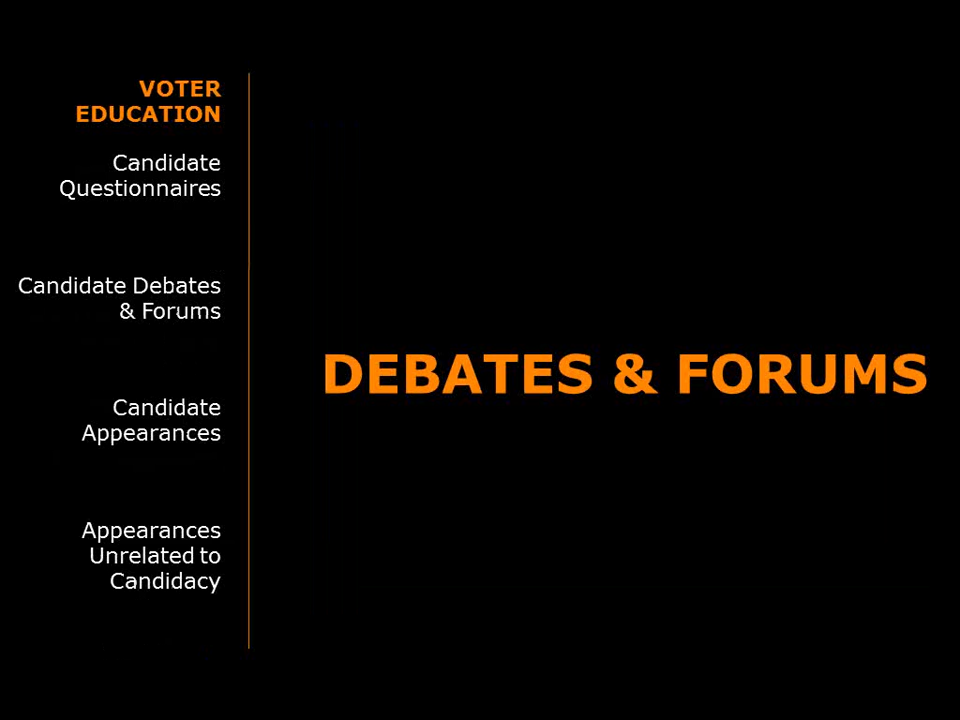 VOTER
EDUCATION
Candidate
Questionnaires
Candidate Debates
& Forums
Candidate
Appearances
Appearances
Unrelated to
Candidacy
DEBATES & FORUMS